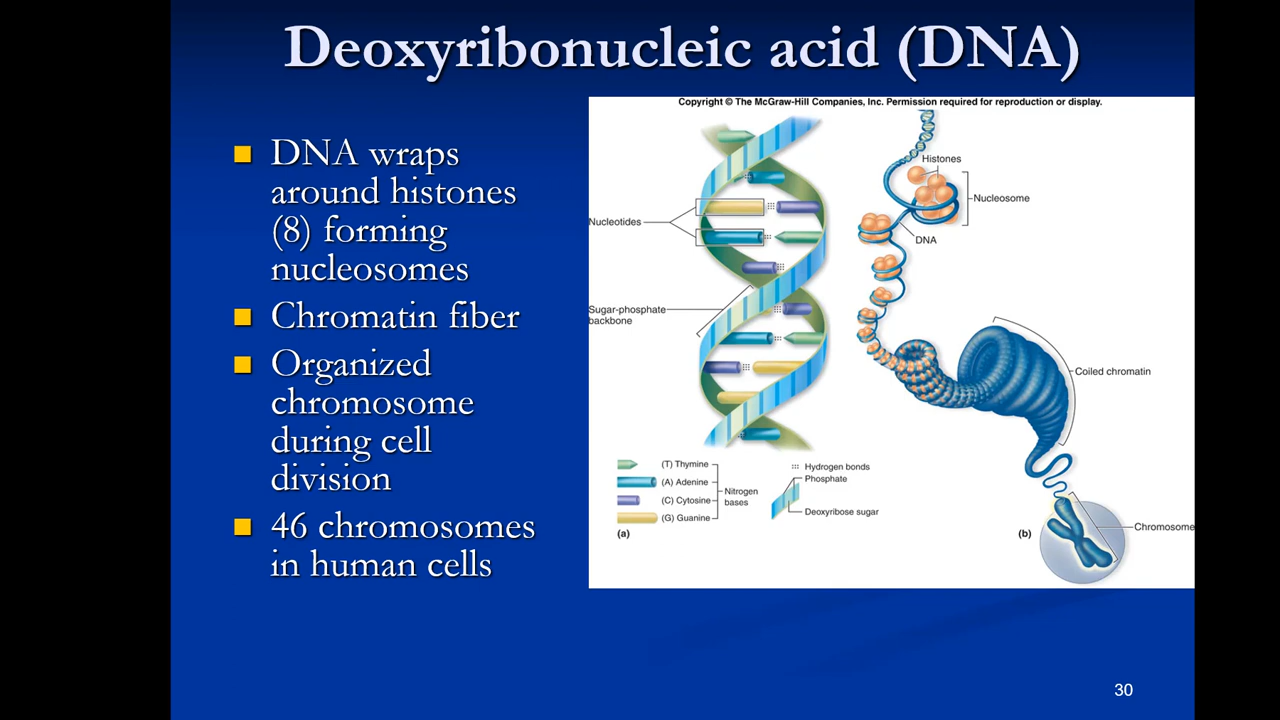 Deoxyribonucleic acid (DNA)
DNA wraps
around histones
(8) forming
nucleosomes
Chromatin fiber
Organized
chromosome
during cell
division
46 chromosomes
in human cells
Copyright © The McGraw-Hill Companies, Inc. Permission required for reproduction or display.
Nucleotides
Sugar-phosphate
backbone
(T) Thymine
(A) Adenine
(C) Cytosine
(G) Guanine
Nitrogen
bases
Hydrogen bonds
Phosphate
Deoxyribose sugar
(a)
Histones
Nucleosome
DNA
Coiled chromatin
Chromosome
(b)
30